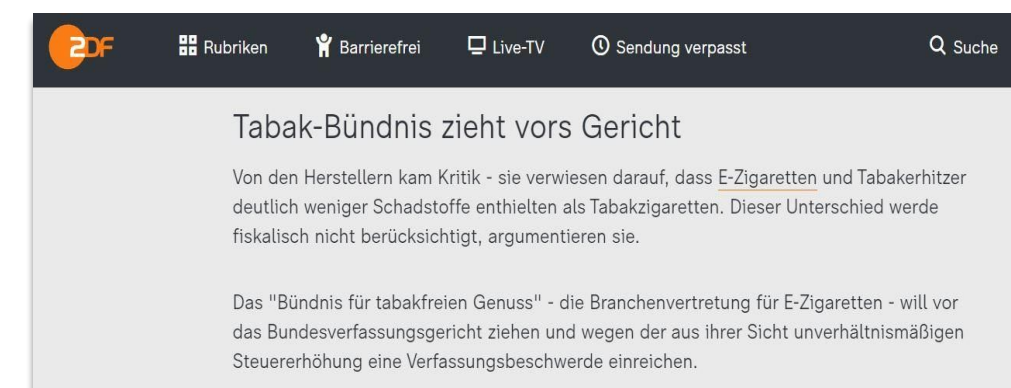 ZDF Rubriken Barrierefrei Live-TV Sendung verpasst Suche
Tabak-Bündnis zieht vors Gericht
Von den Herstellern kam Kritik - sie verwiesen darauf, dass E-Zigaretten und Tabakerhitzer
deutlich weniger Schadstoffe enthielten als Tabakzigaretten. Dieser Unterschied werde
fiskalisch nicht berücksichtigt, argumentieren sie.
Das "Bündnis für tabakfreien Genuss" - die Branchenvertretung für E-Zigaretten - will vor
das Bundesverfassungsgericht ziehen und wegen der aus ihrer Sicht unverhältnismäßigen
Steuererhöhung eine Verfassungsbeschwerde einreichen.